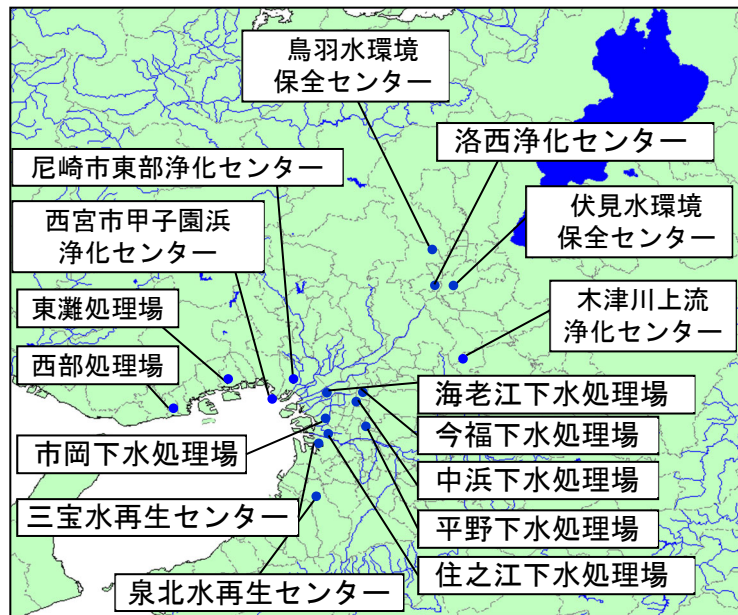 鳥羽水環境
保全センター
洛西浄化センター
尼崎市東部浄化センター
伏見水環境
保全センター
西宮市甲子園浜
浄化センター
木津川上流
浄化センター
東灘処理場
西部処理場
海老江下水処理場
今福下水処理場
市岡下水処理場
中浜下水処理場
三宝水再生センター
平野下水処理場
住之江下水処理場
泉北水再生センター